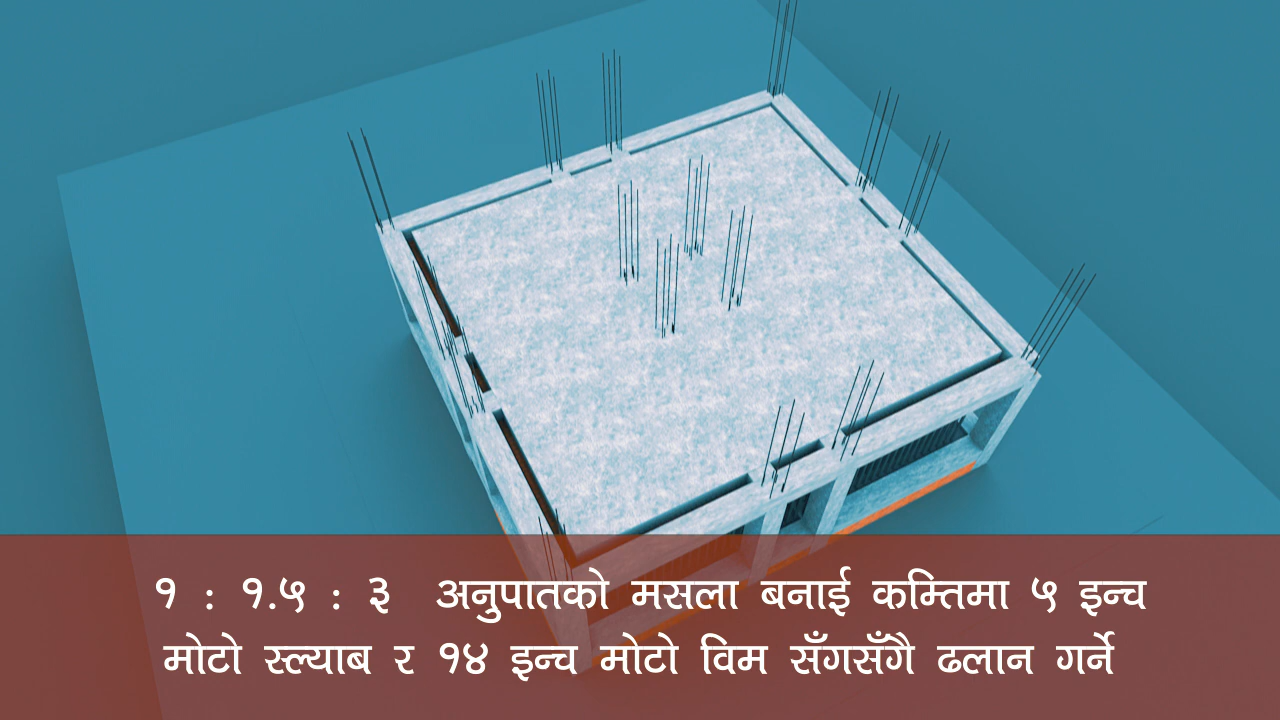 १ : १.५ : ३ अनुपातको मसला बनाई कम्तिमा ५ इन्च
मोटो स्ल्याब र १४ इन्च मोटो विम सँगसँगै ढलान गर्ने